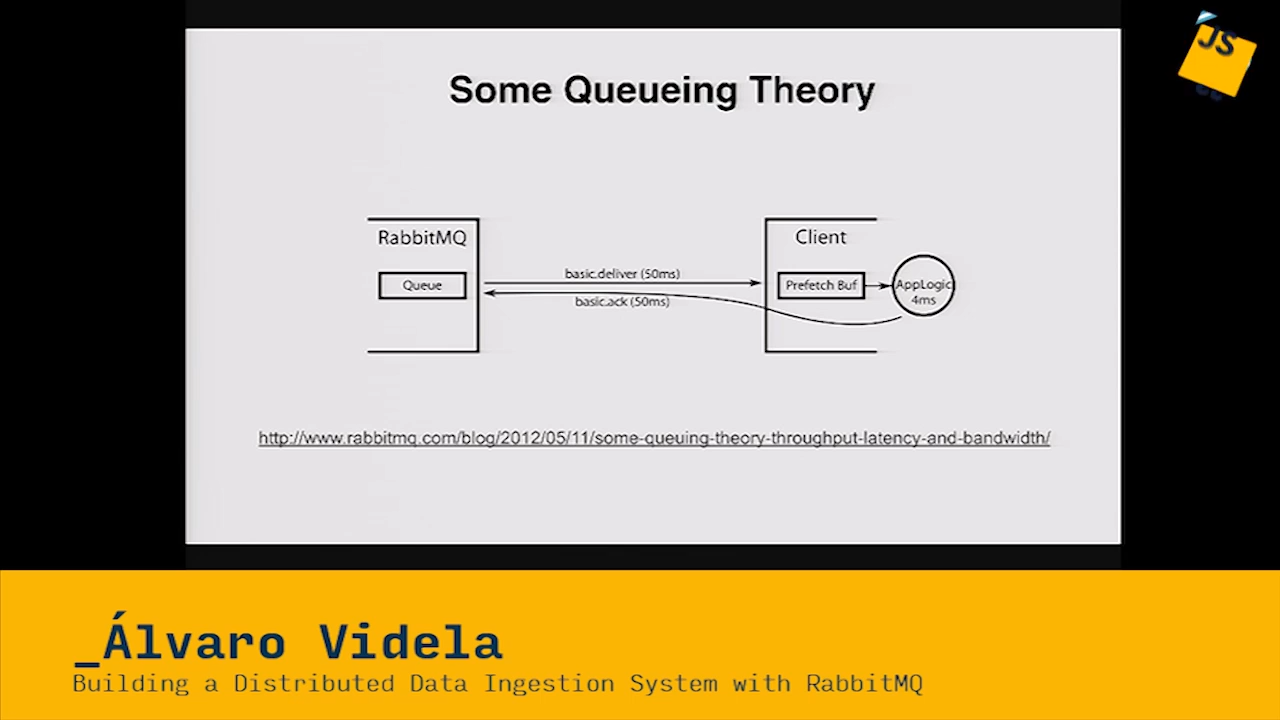 JS
Some Queueing Theory
RabbitMQ
Client
Queue
basic.deliver (50ms)
Prefetch Buf
AppLogic
4ms
basic.ack (50ms)
http://www.rabbitmq.com/blog/2012/05/11/some-queuing-theory-throughput-latency-and-bandwidth/
_Álvaro Videla
Building a Distributed Data Ingestion System with RabbitMQ